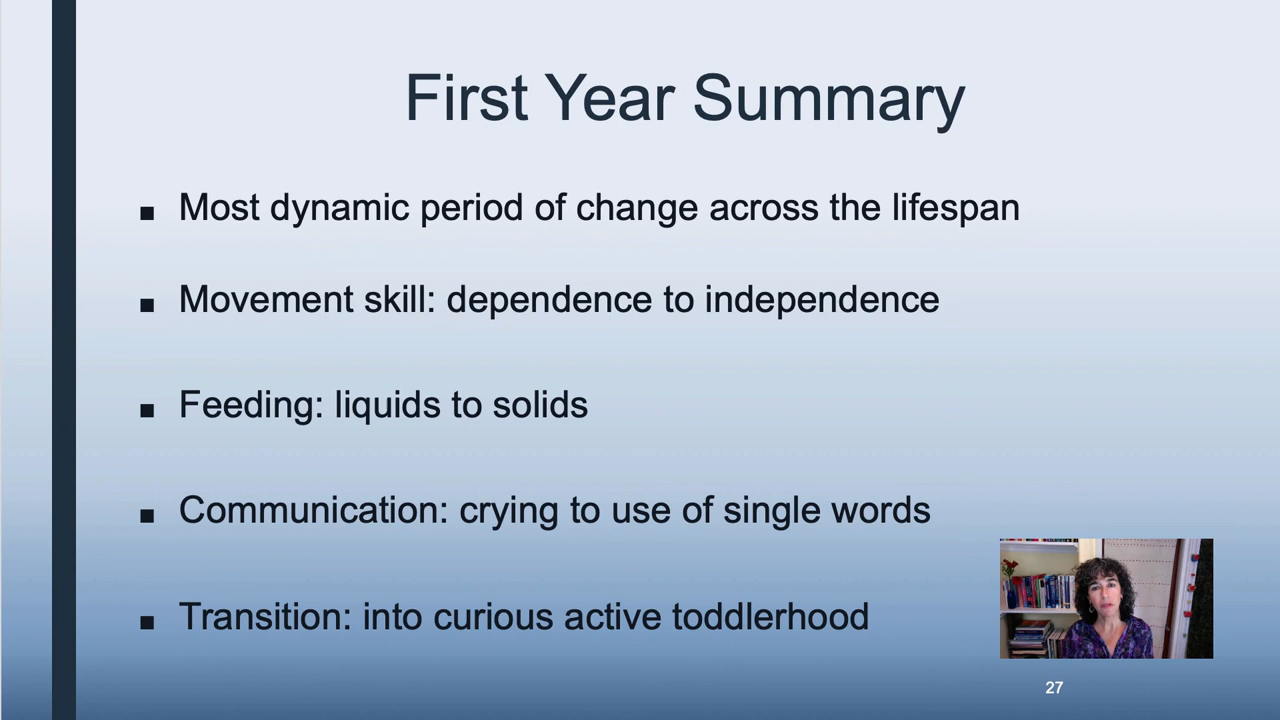 First Year Summary
■ Most dynamic period of change across the lifespan
■ Movement skill: dependence to independence
■ Feeding: liquids to solids
■ Communication: crying to use of single words
■ Transition: into curious active toddlerhood
27